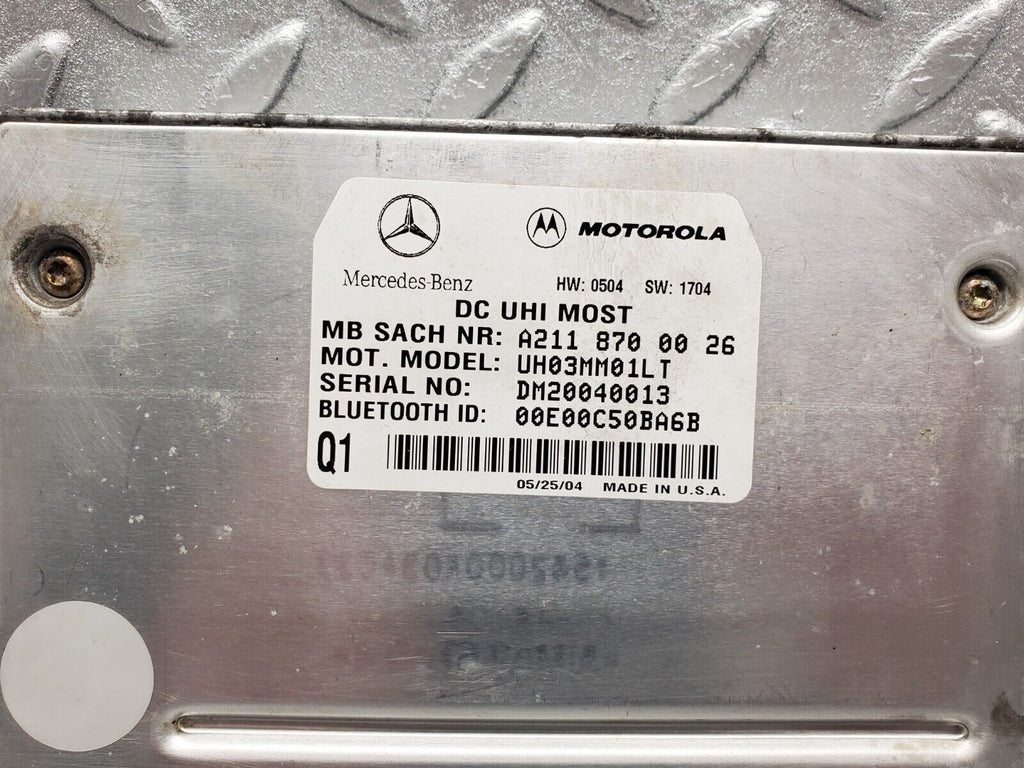 MOTOROLA
Mercedes-Benz HW: 0504 SW: 1704
DC UHI MOST
MB SACH NR: A211 870 00 26
MOT. MODEL: UH03MM01LT
SERIAL NO: DM20040013
BLUETOOTH ID: 00E00C50BA6B
Q1
05/25/04 MADE IN U.S.A.